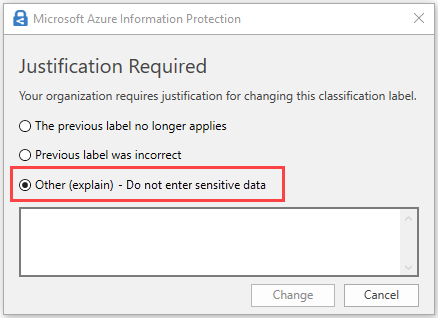 Microsoft Azure Information Protection
Justification Required
Your organization requires justification for changing this classification label.
The previous label no longer applies
Previous label was incorrect
Other (explain) - Do not enter sensitive data
Change Cancel